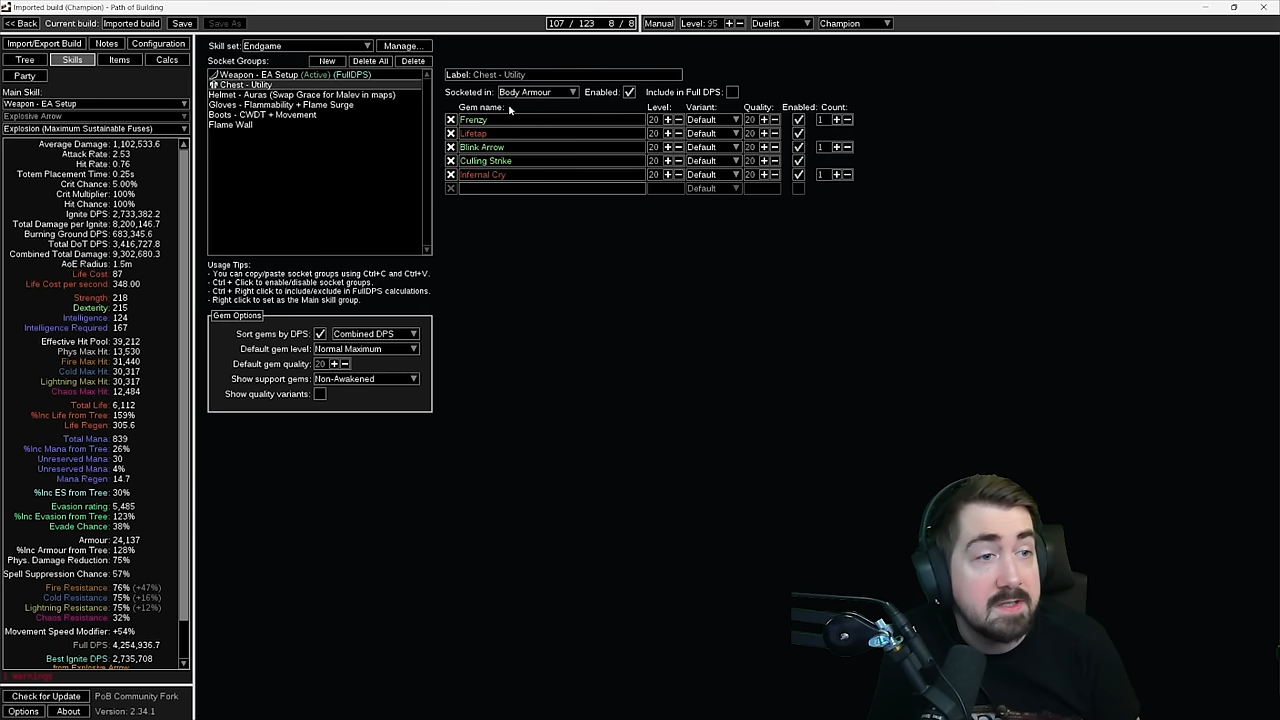 Imported build (Champion) - Path of Building
<< Back Current build: Imported build Save Save As 107 / 123 8 / 8 Manual Level: 95 + - Duelist Champion
Import/Export Build Notes Configuration
Tree Skills Items Calcs
Party
Main Skill:
Weapon - EA Setup
Explosive Arrow
Explosion (Maximum Sustainable Fuses)
Average Damage: 1,102,533.6
Attack Rate: 2.53
Hit Rate: 0.76
Totem Placement Time: 0.25s
Crit Chance: 5.00%
Crit Multiplier: 100%
Hit Chance: 100%
Ignite DPS: 2,733,382.2
Total Damage per Ignite: 8,200,146.7
Burning Ground DPS: 683,345.6
Total DoT DPS: 3,416,727.8
Combined Total Damage: 9,302,680.3
AoE Radius: 1.5m
Life Cost: 87
Life Cost per second: 348.00
Strength: 218
Dexterity: 215
Intelligence: 124
Intelligence Required: 167
Effective Hit Pool: 39,212
Phys Max Hit: 13,530
Fire Max Hit: 31,440
Cold Max Hit: 30,317
Lightning Max Hit: 30,317
Chaos Max Hit: 12,484
Total Life: 6,112
%Inc Life from Tree: 159%
Life Regen: 305.6
Total Mana: 839
%Inc Mana from Tree: 26%
Unreserved Mana: 30
Unreserved Mana: 4%
Mana Regen: 14.7
%Inc ES from Tree: 30%
Evasion rating: 5,485
%Inc Evasion from Tree: 123%
Evade Chance: 38%
Armour: 24,137
%Inc Armour from Tree: 128%
Phys. Damage Reduction: 75%
Spell Suppression Chance: 57%
Fire Resistance: 76% (+47%)
Cold Resistance: 75% (+16%)
Lightning Resistance: 75% (+12%)
Chaos Resistance: 32%
Movement Speed Modifier: +54%
Full DPS: 4,254,936.7
Best Ignite DPS: 2,735,708
from Explosive Arrow
Check for Update PoB Community Fork
Options About Version: 2.34.1
Skill set: Endgame Manage...
Socket Groups: New Delete All Delete
Weapon - EA Setup (Active) (FullDPS)
Chest - Utility
Helmet - Auras (Swap Grace for Malev in maps)
Gloves - Flammability + Flame Surge
Boots - CWDT + Movement
Flame Wall
Usage Tips:
- You can copy/paste socket groups using Ctrl+C and Ctrl+V.
- Ctrl + Click to enable/disable socket groups.
- Ctrl + Right click to include/exclude in FullDPS calculations.
- Right click to set as the Main skill group.
Gem Options
Sort gems by DPS: Combined DPS
Default gem level: Normal Maximum
Default gem quality: 20 + -
Show support gems: Non-Awakened
Show quality variants:
Label: Chest - Utility
Socketed in: Body Armour Enabled: Include in Full DPS:
Gem name: Level: Variant: Quality: Enabled: Count:
Frenzy 20 + - Default 20 + - 1 + -
Lifetap 20 + - Default 20 + -
Blink Arrow 20 + - Default 20 + - 1 + -
Culling Strike 20 + - Default 20 + -
Infernal Cry 20 + - Default 20 + - 1 + -
Default